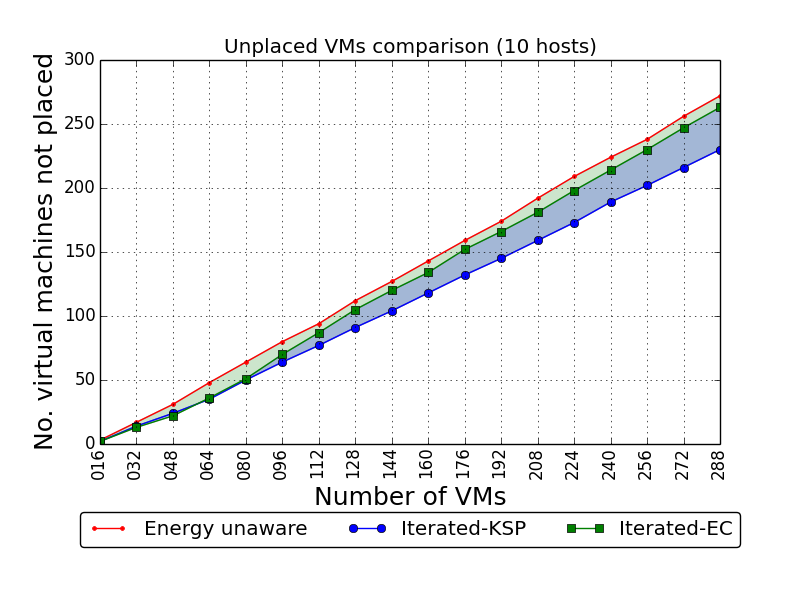 Unplaced VMs comparison (10 hosts)
No. virtual machines not placed
300
250
200
150
100
50
0
016 032 048 064 080 096 112 128 144 160 176 192 208 224 240 256 272 288
Number of VMs
Energy unaware Iterated-KSP Iterated-EC